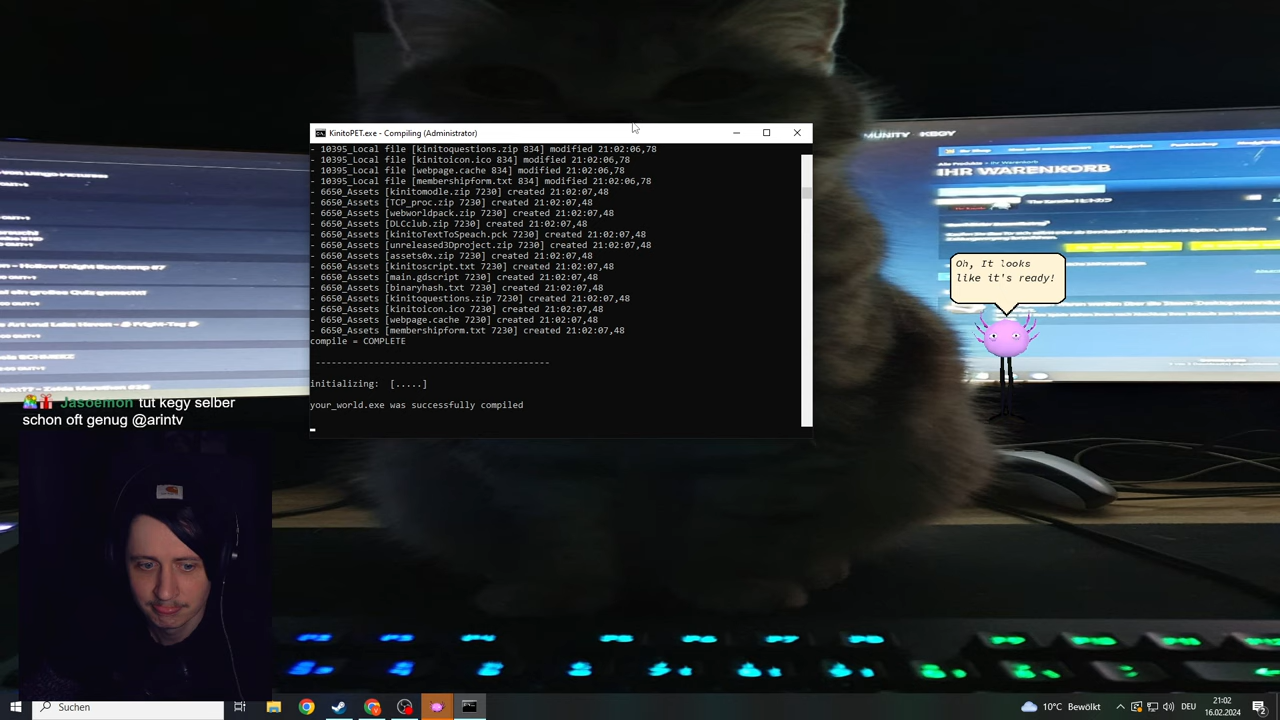 MUNITY
KBGY
IHR WARENKORB
KinitoPET.exe - Compiling (Administrator)
- 10395_Local file [kinitoquestions.zip 834] modified 21:02:06,78
- 10395_Local file [kinitoicon.ico 834] modified 21:02:06,78
- 10395_Local file [webpage.cache 834] modified 21:02:06,78
- 10395_Local file [membershipform.txt 834] modified 21:02:06,78
- 6650_Assets [kinitomodle.zip 7230] created 21:02:07,48
- 6650_Assets [TCP_proc.zip 7230] created 21:02:07,48
- 6650_Assets [webworldpack.zip 7230] created 21:02:07,48
- 6650_Assets [DLCclub.zip 7230] created 21:02:07,48
- 6650_Assets [kinitoTextToSpeach.pck 7230] created 21:02:07,48
- 6650_Assets [unreleased3Dproject.zip 7230] created 21:02:07,48
- 6650_Assets [assets0x.zip 7230] created 21:02:07,48
- 6650_Assets [kinitoscript.txt 7230] created 21:02:07,48
- 6650_Assets [main.gdscript 7230] created 21:02:07,48
- 6650_Assets [binaryhash.txt 7230] created 21:02:07,48
- 6650_Assets [kinitoquestions.zip 7230] created 21:02:07,48
- 6650_Assets [kinitoicon.ico 7230] created 21:02:07,48
- 6650_Assets [webpage.cache 7230] created 21:02:07,48
- 6650_Assets [membershipform.txt 7230] created 21:02:07,48
compile = COMPLETE
--------------------------------------------
initializing:  [.....]
your_world.exe was successfully compiled
Oh, It looks
like it's ready!
Jasoemon tut kegy selber
schon oft genug @arintv
Suchen
10°C Bewölkt
DEU
21:02
16.02.2024
2